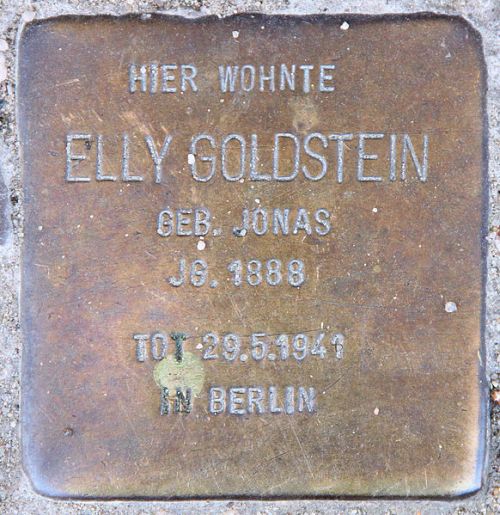 HIER WOHNTE
ELLY GOLDSTEIN
GEB. JONAS
JG. 1888
TOT 29.5.1941
IN BERLIN